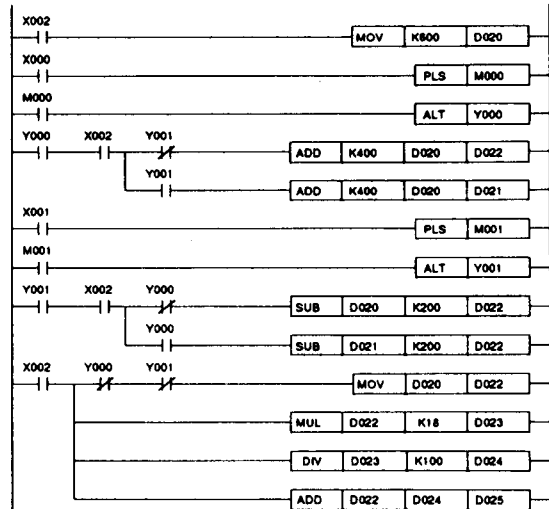 X002
MOV K600 D020
X000
PLS M000
M000
ALT Y000
Y000 X002 Y001
ADD K400 D020 D022
Y001
ADD K400 D020 D021
X001
PLS M001
M001
ALT Y001
Y001 X002 Y000
SUB D020 K200 D022
Y000
SUB D021 K200 D022
X002 Y000 Y001
MOV D020 D022
MUL D022 K18 D023
DIV D023 K100 D024
ADD D022 D024 D025